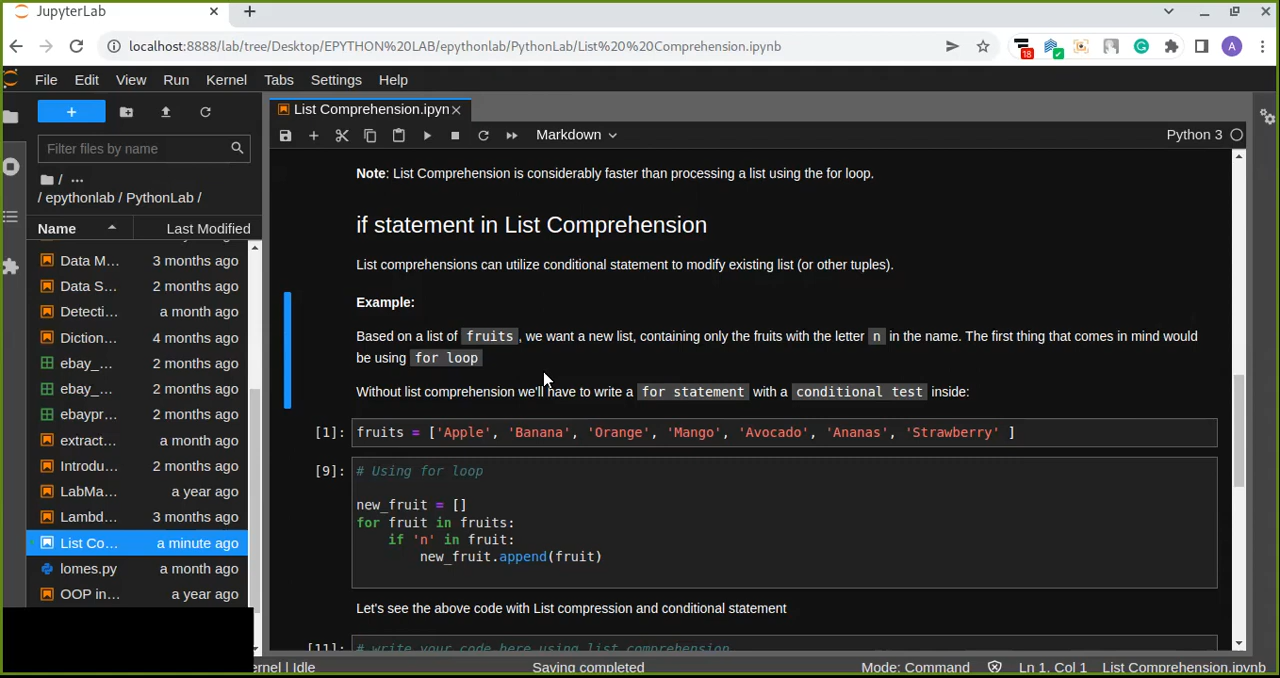 JupyterLab
localhost:8888/lab/tree/Desktop/EPYTHON%20LAB/epythonlab/PythonLab/List%20%20Comprehension.ipynb
18
A
File Edit View Run Kernel Tabs Settings Help
List Comprehension.ipyn
Markdown
Python 3
Filter files by name
/ ...
/ epythonlab / PythonLab /
Name Last Modified
Data M... 3 months ago
Data S... 2 months ago
Detecti... a month ago
Diction... 4 months ago
ebay_... 2 months ago
ebay_... 2 months ago
ebaypr... 2 months ago
extract... a month ago
Introdu... 2 months ago
LabMa... a year ago
Lambd... 3 months ago
List Co... a minute ago
lomes.py a month ago
OOP in... a year ago
Note: List Comprehension is considerably faster than processing a list using the for loop.
if statement in List Comprehension
List comprehensions can utilize conditional statement to modify existing list (or other tuples).
Example:
Based on a list of fruits, we want a new list, containing only the fruits with the letter n in the name. The first thing that comes in mind would
be using for loop
Without list comprehension we'll have to write a for statement with a conditional test inside:
[1]: fruits = ['Apple', 'Banana', 'Orange', 'Mango', 'Avocado', 'Ananas', 'Strawberry' ]
[9]: # Using for loop
new_fruit = []
for fruit in fruits:
if 'n' in fruit:
new_fruit.append(fruit)
Let's see the above code with List compression and conditional statement
[11]: # write your code here using list comprehension
ernel | Idle Saving completed Mode: Command Ln 1, Col 1 List Comprehension.ipynb